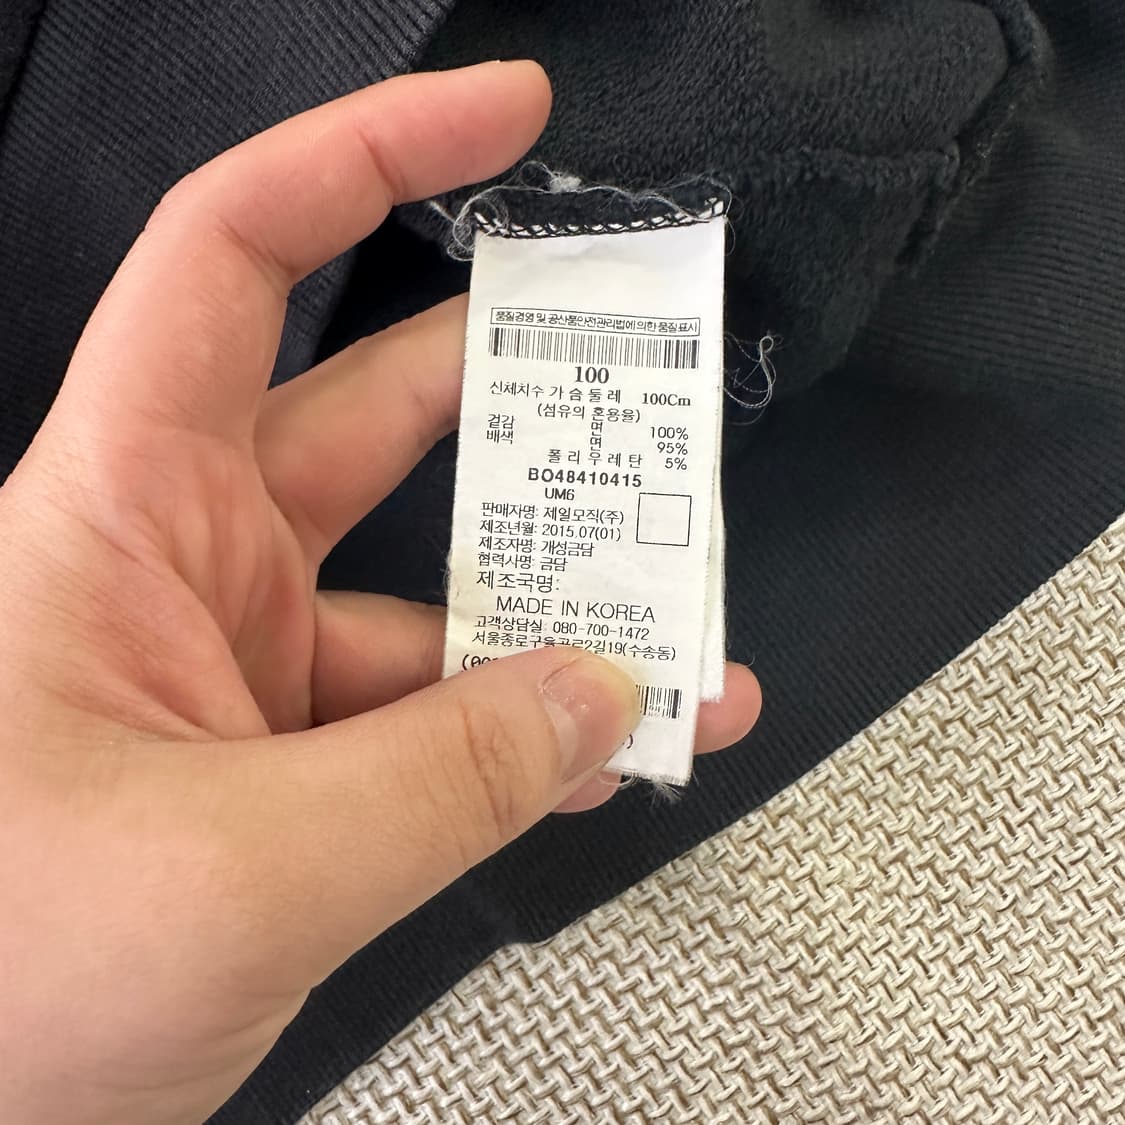 품질경영 및 공산품안전관리법에 의한 품질표시
100
신체치수 가 슴 둘 레 100Cm
(섬유의 혼용율)
겉감 면 100%
배색 면 95%
폴 리 우 레 탄 5%
BO48410415
UM6
판매자명: 제일모직(주)
제조년월: 2015.07(01)
제조자명: 개성금담
협력사명: 금담
제조국명:
MADE IN KOREA
고객상담실: 080-700-1472
서울종로구율곡로2길19(수송동)